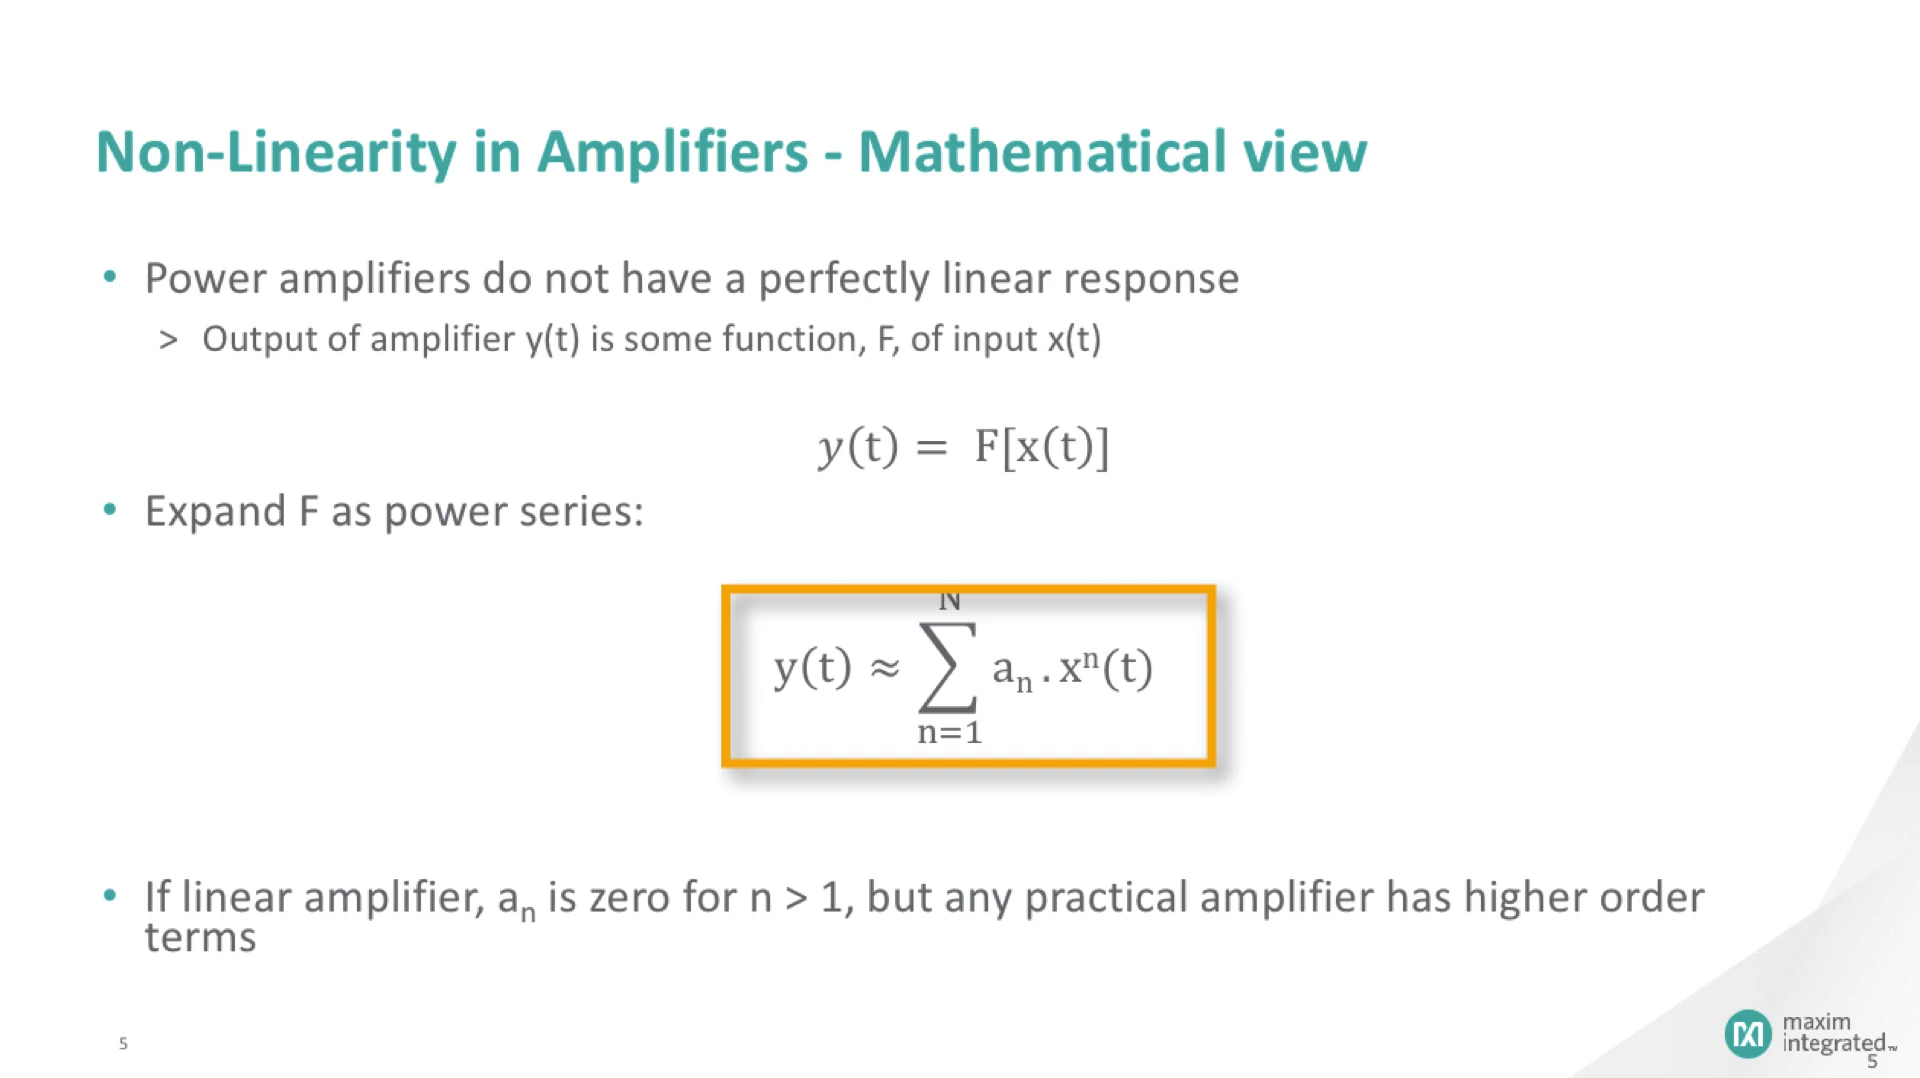 Non-Linearity in Amplifiers - Mathematical view
• Power amplifiers do not have a perfectly linear response
> Output of amplifier y(t) is some function, F, of input x(t)
y(t) = F[x(t)]
• Expand F as power series:
N
y(t) ≈ ∑ aₙ . xⁿ(t)
n=1
• If linear amplifier, aₙ is zero for n > 1, but any practical amplifier has higher order
terms
5
maxim
integrated™
5